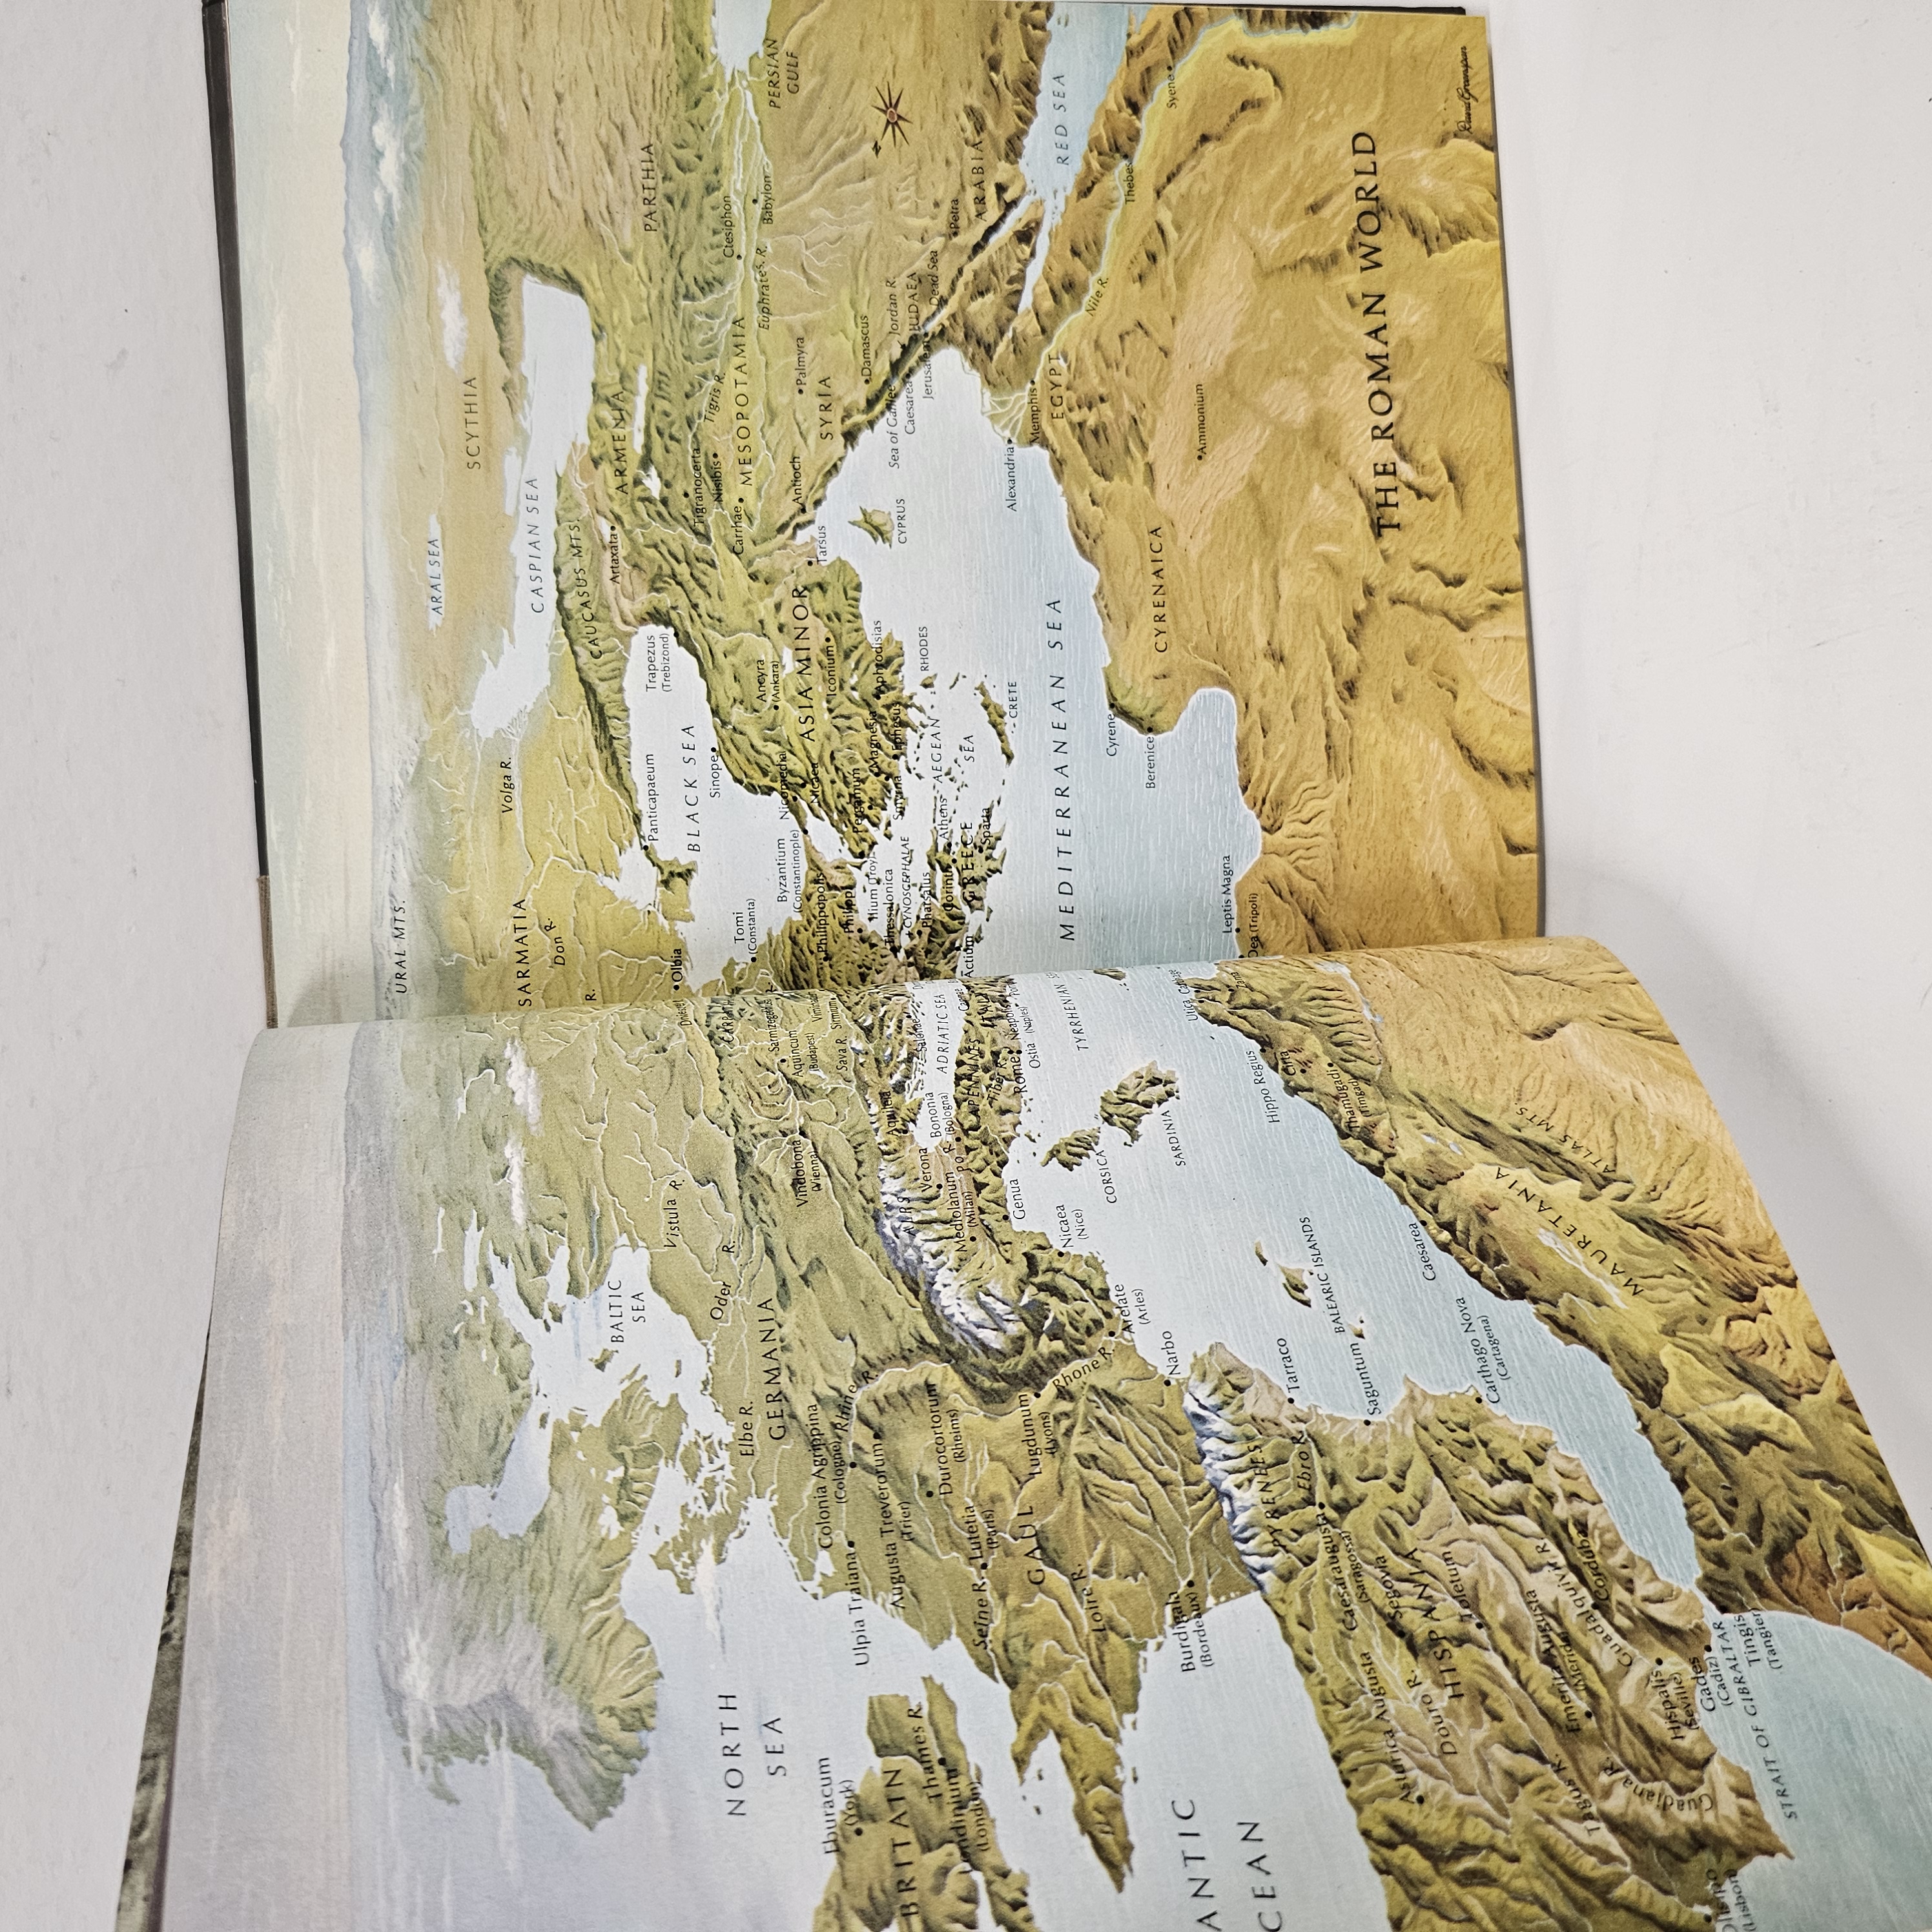 NORTH
SEA
BALTIC
SEA
Vistula R.
Oder R.
Elbe R.
GERMANIA
Eburacum
(York)
BRITAIN
Thames R.
Londinium
(London)
Ulpia Traiana
Colonia Agrippina
(Cologne)
Rhine R.
Augusta Treverorum
(Trier)
Durocortorum
(Rheims)
Seine R.
Lutetia
(Paris)
GAUL
Lugdunum
(Lyons)
Loire R.
Rhone R.
Vindobona
(Vienna)
Aquincum
(Budapest)
Sava R.
Sirmium
ALPS
Aquileia
Verona
Bononia
(Bologna)
Mediolanum
(Milan)
PO R.
Salonae
ADRIATIC SEA
APENNINES
Tiber R.
Rome
Ostia
Neapolis
(Naples)
Genua
Nicaea
(Nice)
CORSICA
SARDINIA
TYRRHENIAN
Arelate
(Arles)
Narbo
Burdigala
(Bordeaux)
ANTIC
CEAN
PYRENEES
Ebro R.
Tarraco
BALEARIC ISLANDS
Caesaraugusta
(Saragossa)
Saguntum
Asturica Augusta
Segovia
Douro R.
HISPANIA
Toletum
Carthago Nova
(Cartagena)
Tagus R.
Emerita Augusta
(Merida)
Guadalquivir R.
Corduba
Guadiana R.
Hispalis
(Seville)
Gades
(Cadiz)
STRAIT OF GIBRALTAR
Tingis
(Tangier)
(Lisbon)
Utica
Carthage
Zama
Hippo Regius
Cirta
Thamugadi
(Timgad)
Caesarea
MAURETANIA
ATLAS MTS.
URAL MTS.
ARAL SEA
SCYTHIA
SARMATIA
Volga R.
Don R.
R.
CASPIAN SEA
CAUCASUS MTS.
Artaxata
ARMENIA
PARTHIA
Panticapaeum
Trapezus
(Trebizond)
Olbia
BLACK SEA
Sinope
Tomi
(Constanta)
Tigranocerta
Nisibis
Tigris R.
Carrhae
MESOPOTAMIA
Ctesiphon
Euphrates R.
Babylon
PERSIAN
GULF
Byzantium
(Constantinople)
Nicomedia
Ancyra
(Ankara)
Nicaea
ASIA MINOR
Antioch
Palmyra
Philippopolis
Iconium
Tarsus
SYRIA
Philippi
Pergamum
Ilium (Troy)
Magnesia
Aphrodisias
Damascus
Thessalonica
CYNOSCEPHALAE
Smyrna
Ephesus
CYPRUS
Sea of Galilee
Jordan R.
Caesarea
JUDAEA
Pharsalus
RHODES
Jerusalem
Dead Sea
Corinth
Athens
AEGEAN
SEA
Actium
GREECE
Sparta
Petra
ARABIA
CRETE
Alexandria
Memphis
EGYPT
MEDITERRANEAN SEA
RED SEA
Nile R.
Cyrene
Thebes
Berenice
CYRENAICA
Syene
Ammonium
Leptis Magna
Oea (Tripoli)
THE ROMAN WORLD
David Greenspan